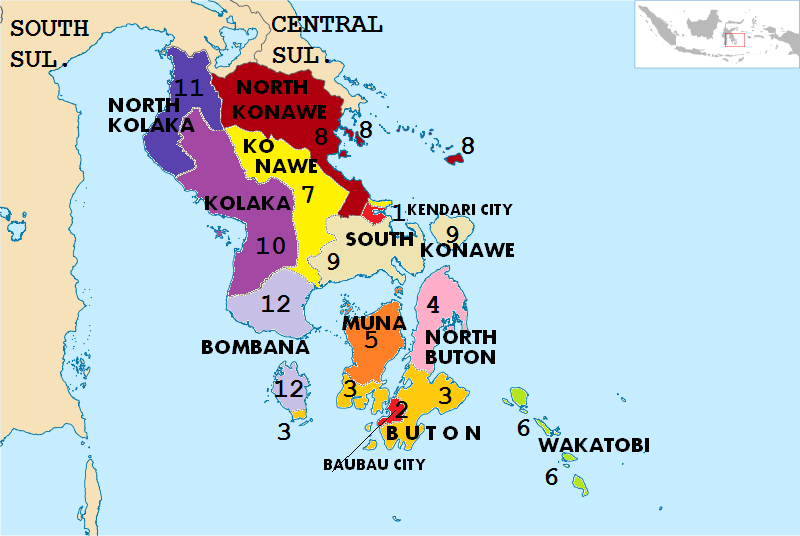 SOUTH
SUL.
CENTRAL
SUL.
11
NORTH
KOLAKA
NORTH
KONAWE
8
8
8
KO
NAWE
7
KOLAKA
10
1
KENDARI CITY
SOUTH
KONAWE
9
9
12
BOMBANA
12
3
MUNA
5
4
NORTH
BUTON
3
3
2
BUTON
BAUBAU CITY
6
WAKATOBI
6